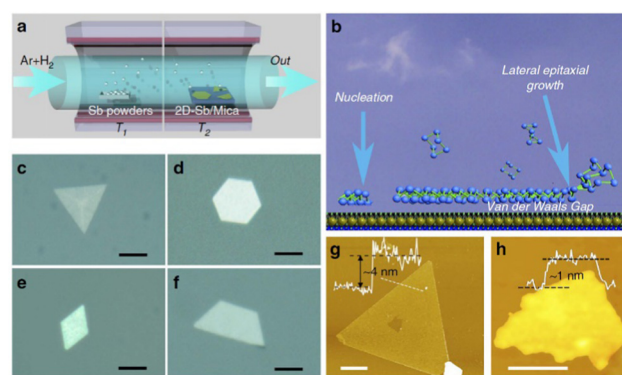 a
Ar+H2
Out
Sb powders
2D-Sb/Mica
T1
T2
b
Nucleation
Lateral epitaxial
growth
Van der Waals Gap
c
d
e
f
g
~4 nm
h
~1 nm